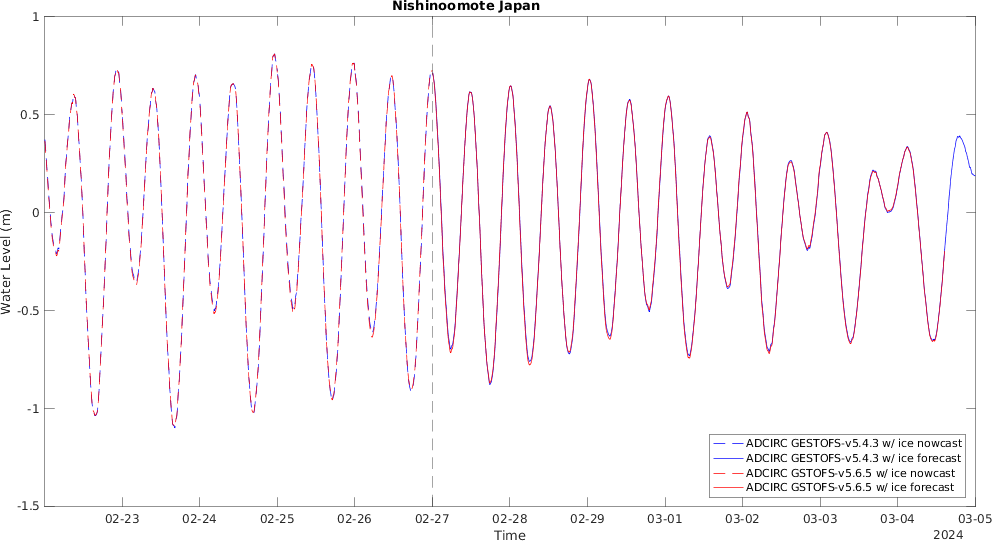 Nishinoomote Japan
1
0.5
0
-0.5
-1
-1.5
Water Level (m)
02-23 02-24 02-25 02-26 02-27 02-28 02-29 03-01 03-02 03-03 03-04 03-05
Time
2024
ADCIRC GESTOFS-v5.4.3 w/ ice nowcast
ADCIRC GESTOFS-v5.4.3 w/ ice forecast
ADCIRC GSTOFS-v5.6.5 w/ ice nowcast
ADCIRC GSTOFS-v5.6.5 w/ ice forecast